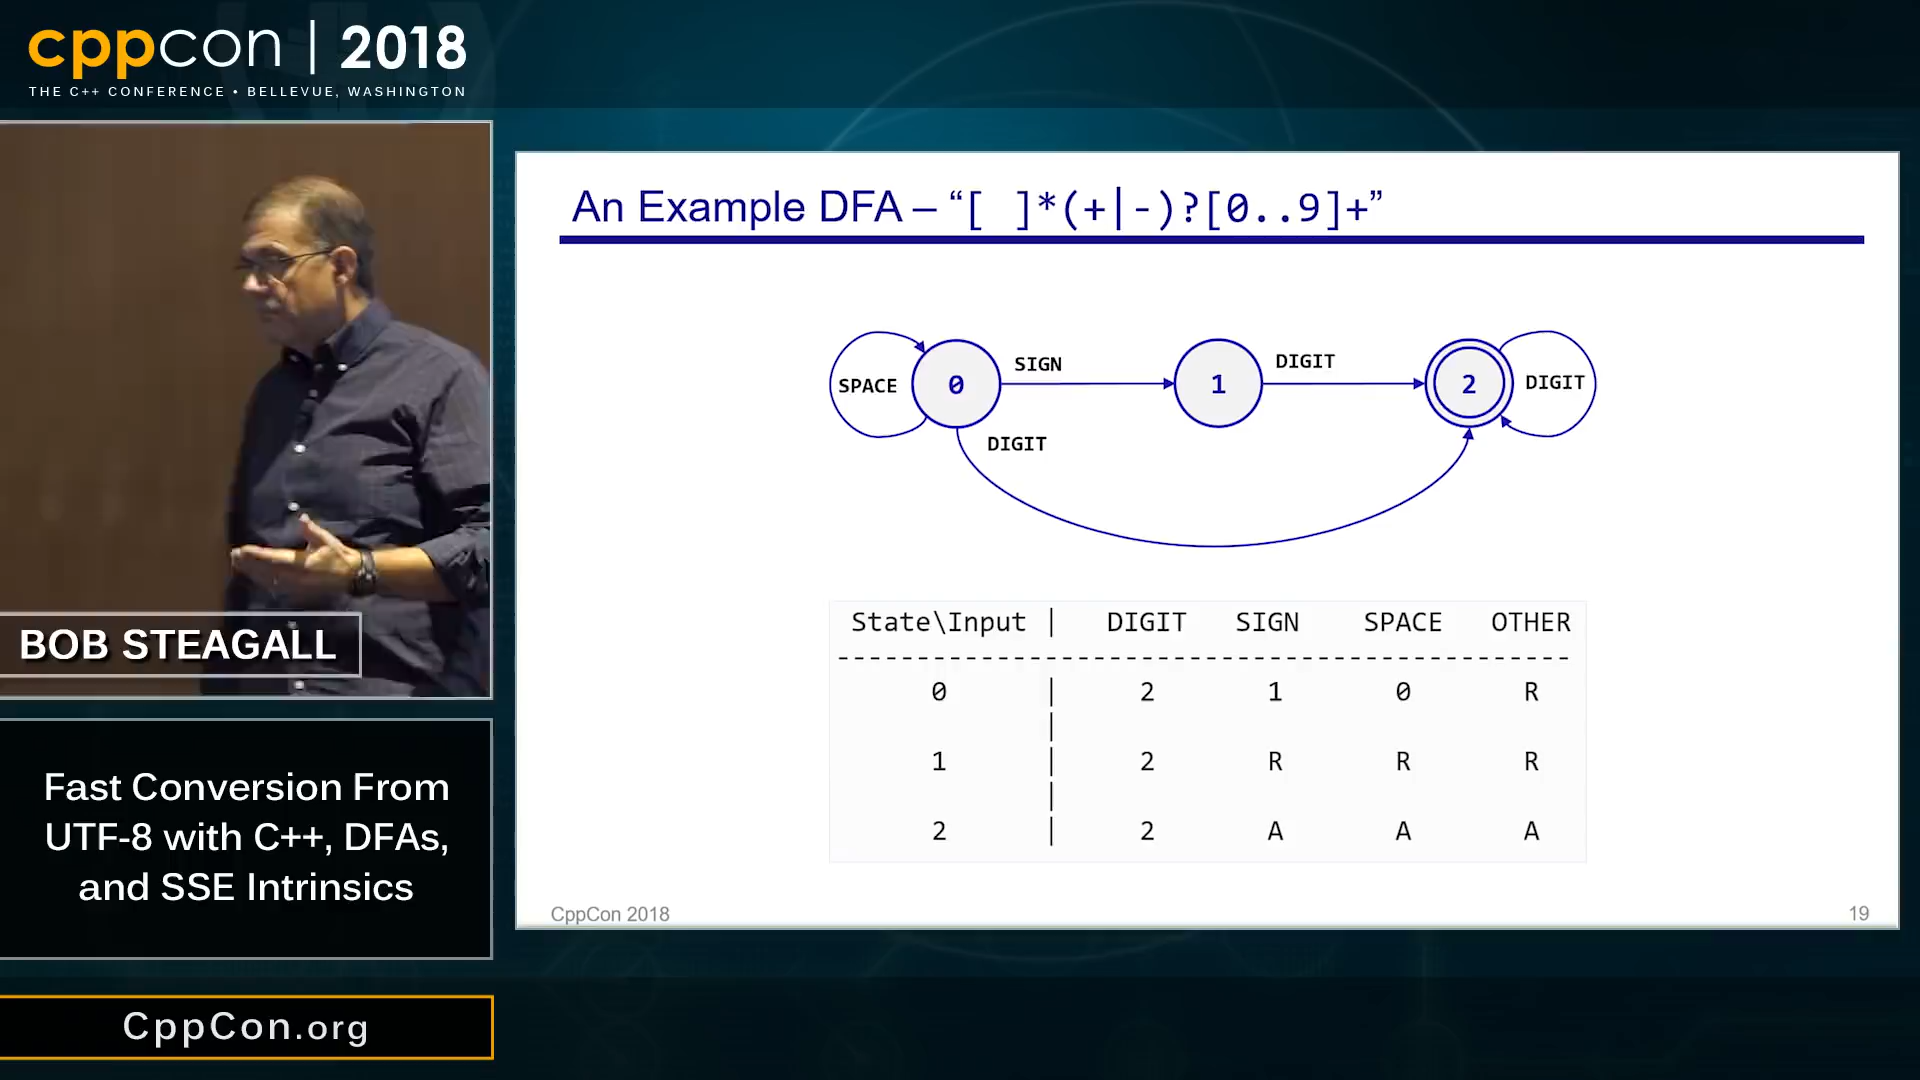 cppcon | 2018
THE C++ CONFERENCE • BELLEVUE, WASHINGTON
BOB STEAGALL
Fast Conversion From
UTF-8 with C++, DFAs,
and SSE Intrinsics
CppCon.org
An Example DFA – “[ ]*(+|-)?[0..9]+”
SPACE
0
SIGN
1
DIGIT
2
DIGIT
DIGIT
State\Input | DIGIT SIGN SPACE OTHER
----------------------------------------------
0 | 2 1 0 R
|
1 | 2 R R R
|
2 | 2 A A A
CppCon 2018
19